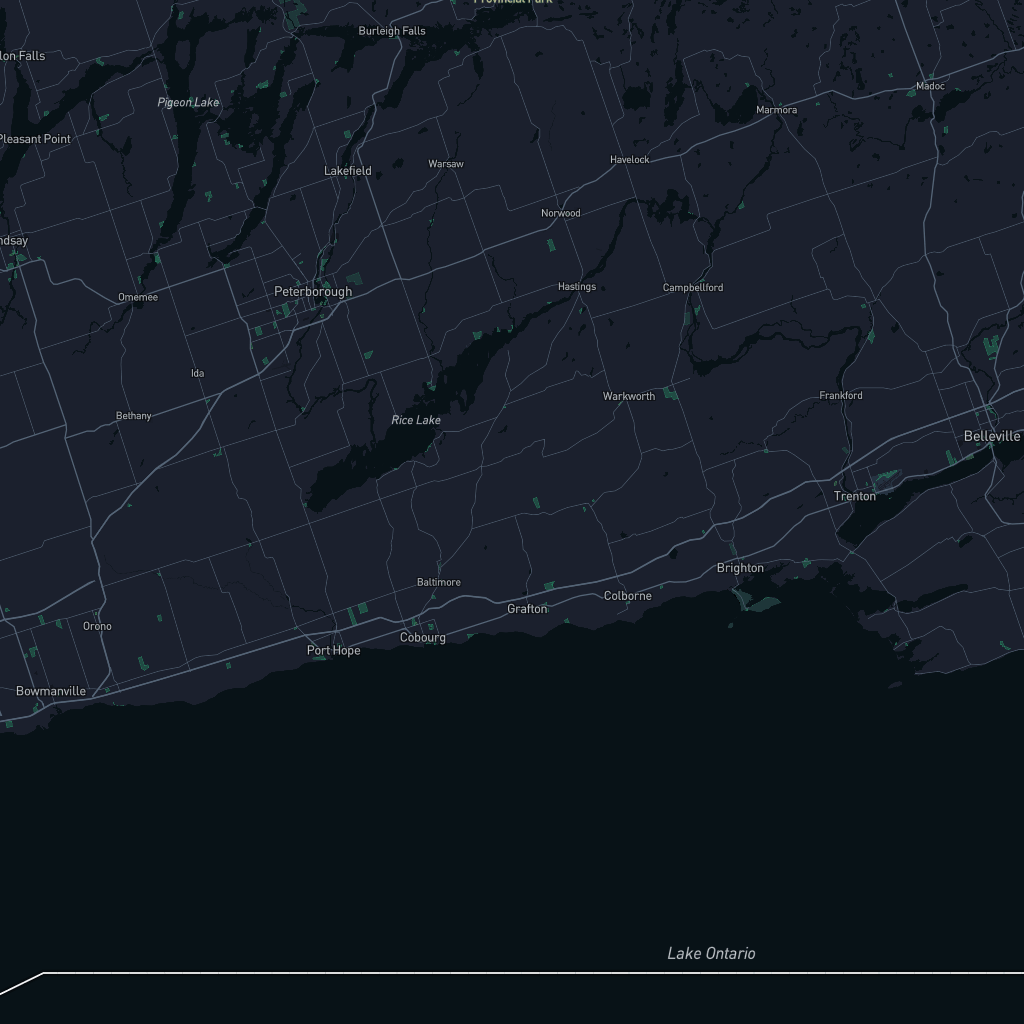 Provincial Park
Burleigh Falls
lon Falls
Madoc
Pigeon Lake
Marmora
Pleasant Point
Warsaw
Havelock
Lakefield
Norwood
ndsay
Hastings
Campbellford
Peterborough
Omemee
Ida
Warkworth
Frankford
Bethany
Rice Lake
Belleville
Trenton
Brighton
Baltimore
Colborne
Grafton
Orono
Cobourg
Port Hope
Bowmanville
Lake Ontario